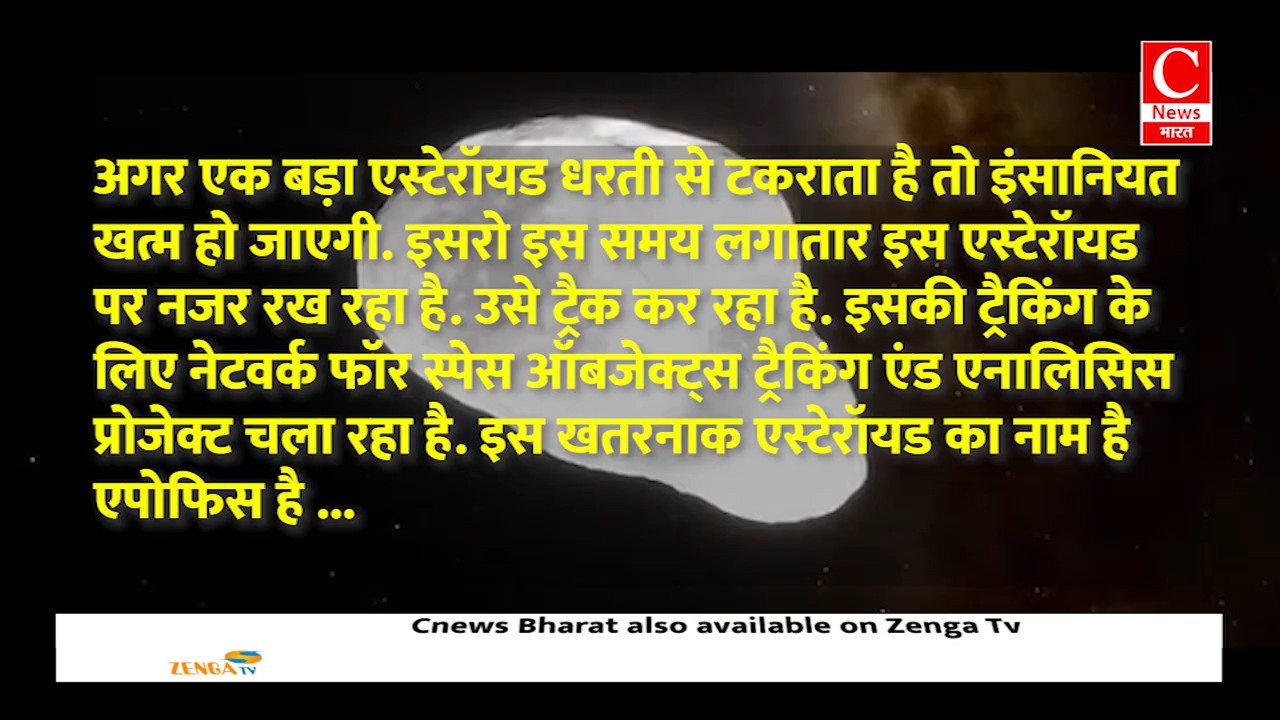 C
News
भारत
अगर एक बड़ा एस्टेरॉयड धरती से टकराता है तो इंसानियत
खत्म हो जाएगी. इसरो इस समय लगातार इस एस्टेरॉयड
पर नजर रख रहा है. उसे ट्रैक कर रहा है. इसकी ट्रैकिंग के
लिए नेटवर्क फॉर स्पेस ऑबजेक्ट्स ट्रैकिंग एंड एनालिसिस
प्रोजेक्ट चला रहा है. इस खतरनाक एस्टेरॉयड का नाम है
एपोफिस है ...
Cnews Bharat also available on Zenga Tv
ZENGA TV